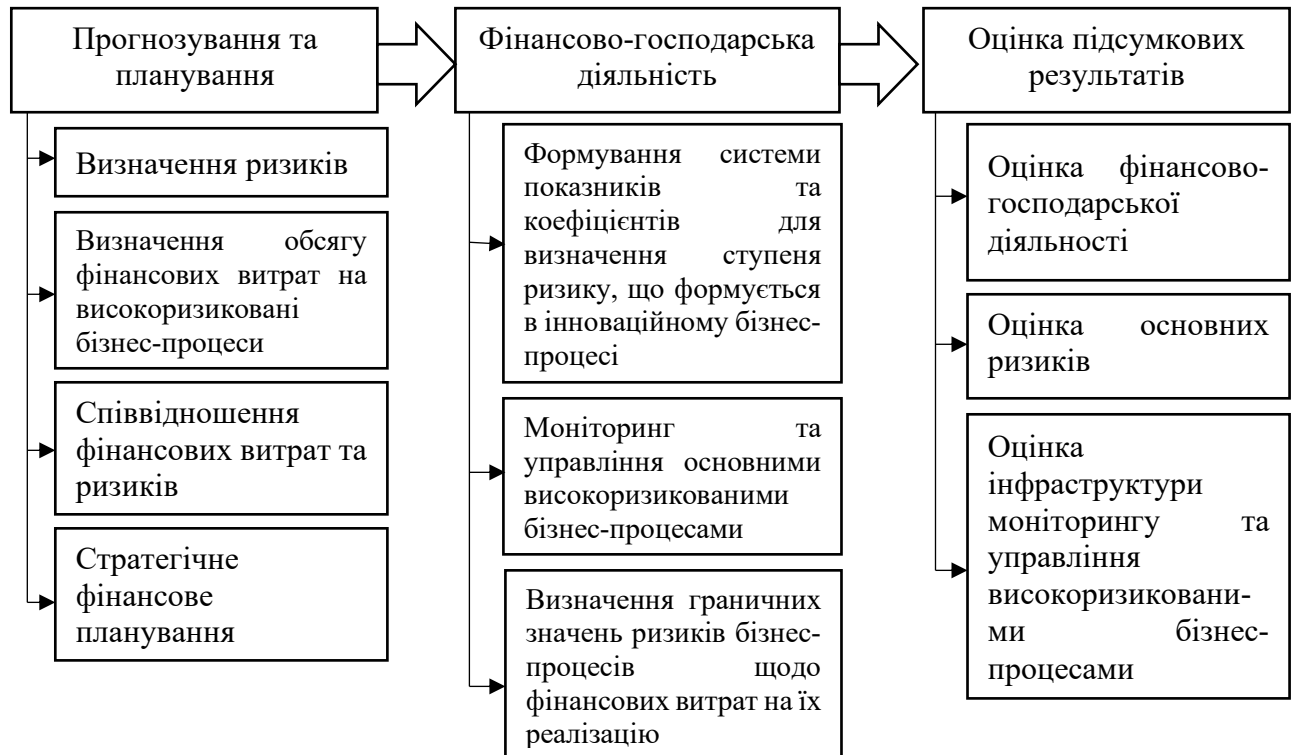 Прогнозування та
планування
Визначення ризиків
Визначення обсягу
фінансових витрат на
високоризиковані
бізнес-процеси
Співвідношення
фінансових витрат та
ризиків
Стратегічне
фінансове
планування
Фінансово-господарська
діяльність
Формування системи
показників та
коефіцієнтів для
визначення ступеня
ризику, що формується
в інноваційному бізнес-
процесі
Моніторинг та
управління основними
високоризикованими
бізнес-процесами
Визначення граничних
значень ризиків бізнес-
процесів щодо
фінансових витрат на їх
реалізацію
Оцінка підсумкових
результатів
Оцінка фінансово-
господарської
діяльності
Оцінка основних
ризиків
Оцінка
інфраструктури
моніторингу та
управління
високоризиковани-
ми бізнес-
процесами